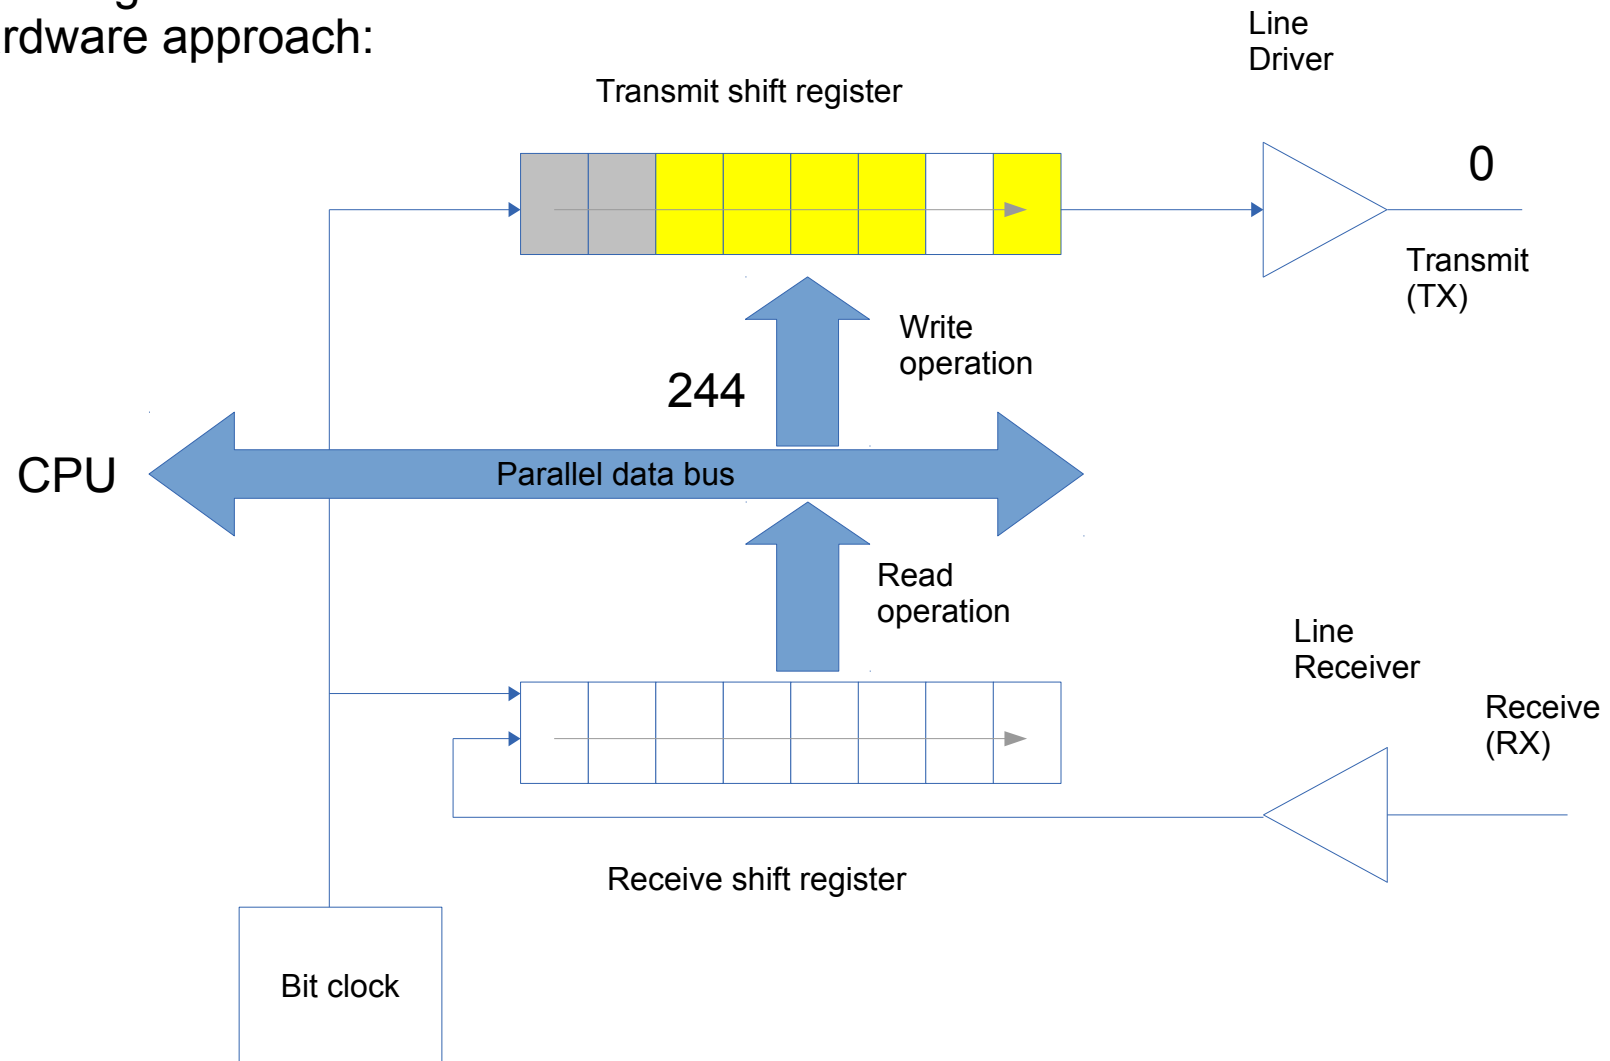 rdware approach:
Line
Driver
Transmit shift register
0
Transmit
(TX)
Write
operation
244
CPU
Parallel data bus
Read
operation
Line
Receiver
Receive
(RX)
Receive shift register
Bit clock